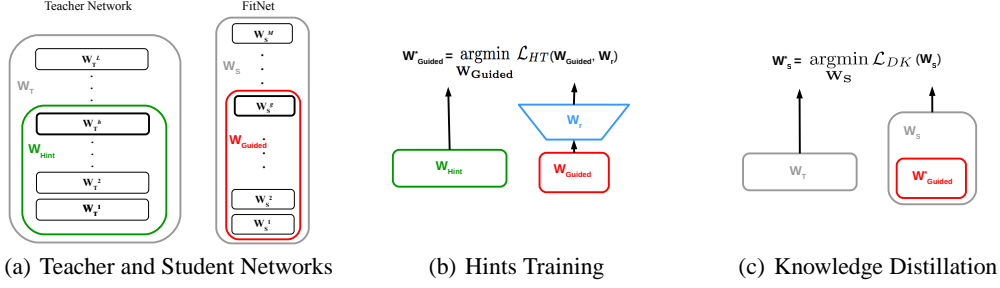 Teacher Network
W_T^L
W_T
W_T^h
W_Hint
W_T^2
W_T^1
(a) Teacher and Student Networks
FitNet
W_S^M
W_S
W_S^g
W_Guided
W_S^2
W_S^1
W*_Guided = argmin L_HT(W_Guided, W_r)
W_Guided
W_r
W_Hint
W_Guided
(b) Hints Training
W*_S = argmin L_DK(W_S)
W_S
W_T
W_S
W*_Guided
(c) Knowledge Distillation